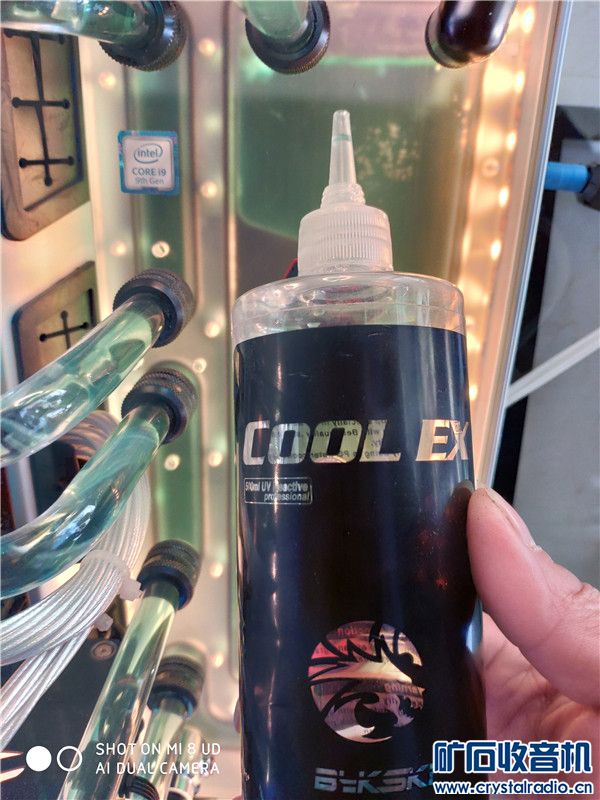 intel
CORE i9
9th Gen
COOL EX
510ml UV Reactive
professional
SHOT ON MI 8 UD
AI DUAL CAMERA
矿石收音机
www.crystalradio.cn